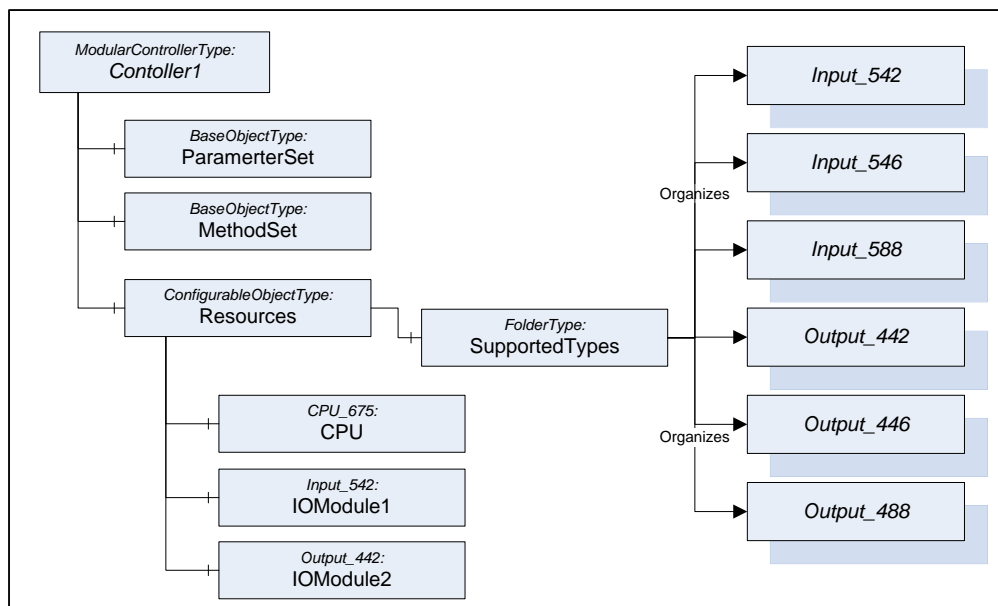 ModularControllerType:
Contoller1
BaseObjectType:
ParamerterSet
BaseObjectType:
MethodSet
ConfigurableObjectType:
Resources
CPU_675:
CPU
Input_542:
IOModule1
Output_442:
IOModule2
FolderType:
SupportedTypes
Organizes
Organizes
Input_542
Input_546
Input_588
Output_442
Output_446
Output_488